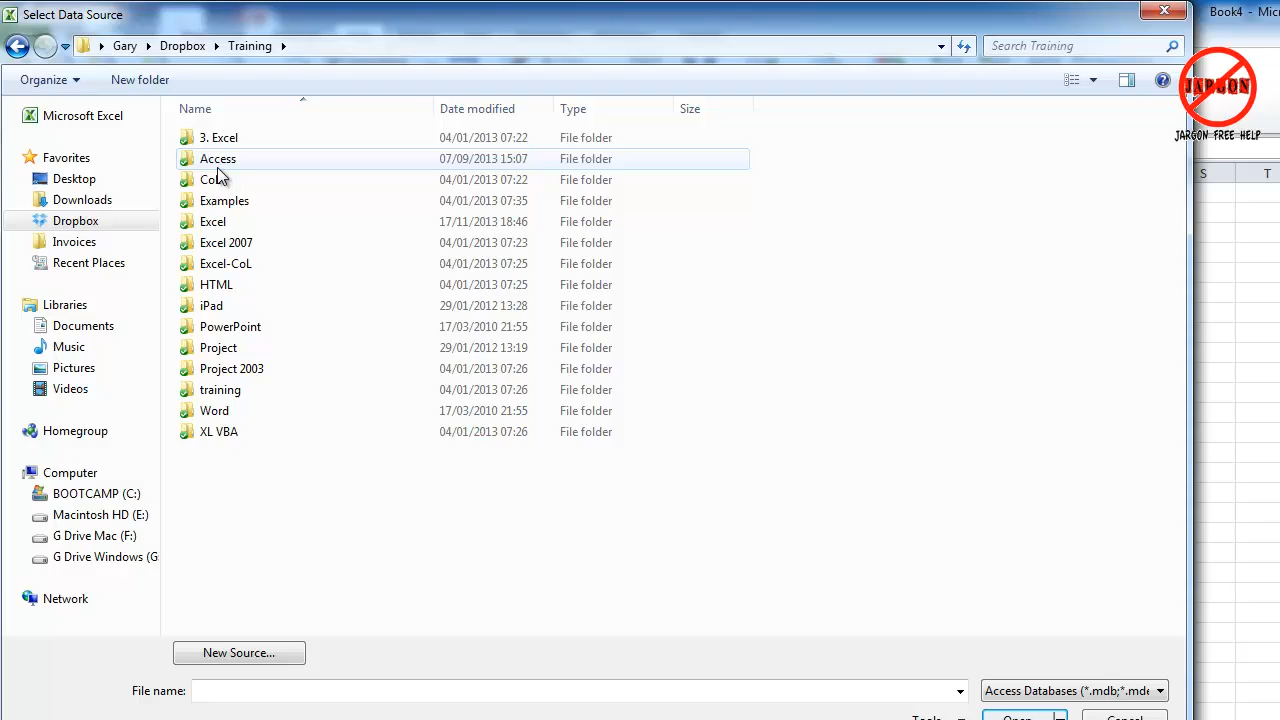 Select Data Source
Book4 - Mic
Gary Dropbox Training
Search Training
Organize New folder
JARGON
JARGON FREE HELP
Microsoft Excel
Favorites
Desktop
Downloads
Dropbox
Invoices
Recent Places
Libraries
Documents
Music
Pictures
Videos
Homegroup
Computer
BOOTCAMP (C:)
Macintosh HD (E:)
G Drive Mac (F:)
G Drive Windows (G
Network
Name Date modified Type Size
3. Excel 04/01/2013 07:22 File folder
Access 07/09/2013 15:07 File folder
04/01/2013 07:22 File folder
Examples 04/01/2013 07:35 File folder
Excel 17/11/2013 18:46 File folder
Excel 2007 04/01/2013 07:23 File folder
Excel-CoL 04/01/2013 07:25 File folder
HTML 04/01/2013 07:25 File folder
iPad 29/01/2012 13:28 File folder
PowerPoint 17/03/2010 21:55 File folder
Project 29/01/2012 13:19 File folder
Project 2003 04/01/2013 07:26 File folder
training 04/01/2013 07:26 File folder
Word 17/03/2010 21:55 File folder
XL VBA 04/01/2013 07:26 File folder
S T
New Source...
File name:
Access Databases (*.mdb;*.mde
Tools Open Cancel